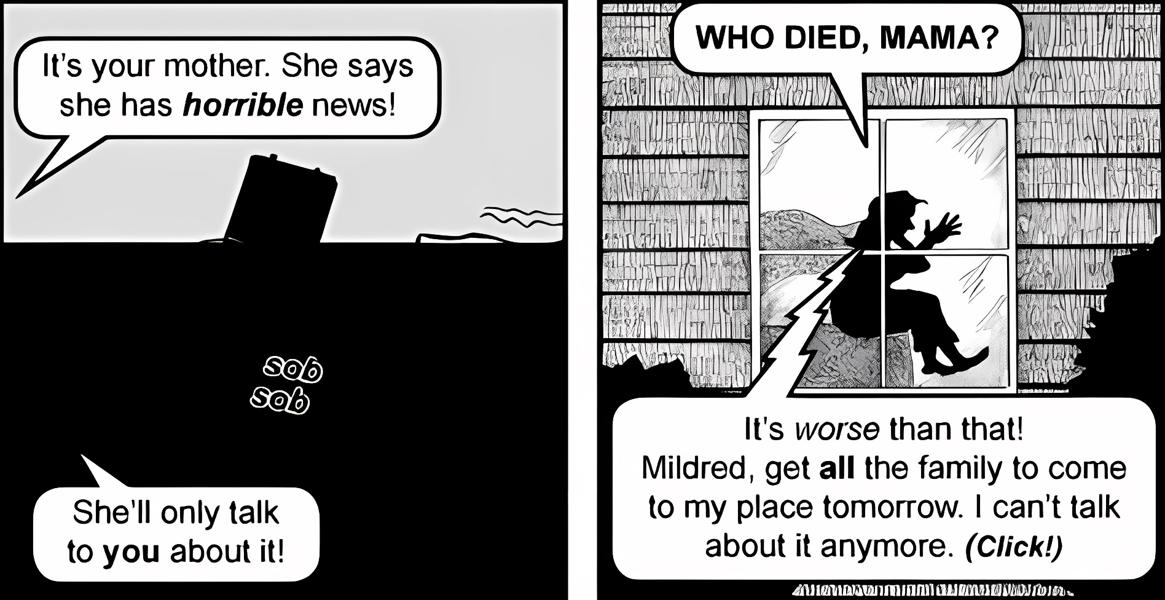 It's your mother. She says
she has horrible news!
sob
sob
She'll only talk
to you about it!
WHO DIED, MAMA?
It's worse than that!
Mildred, get all the family to come
to my place tomorrow. I can't talk
about it anymore. (Click!)